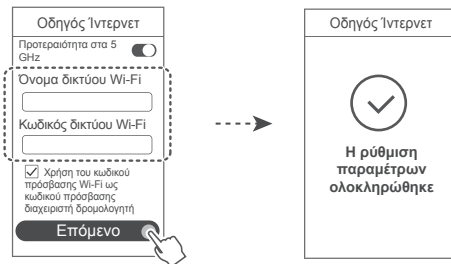 Οδηγός Ίντερνετ
Προτεραιότητα στα 5
GHz
Όνομα δικτύου Wi-Fi
Κωδικός δικτύου Wi-Fi
Χρήση του κωδικού
πρόσβασης Wi-Fi ως
κωδικού πρόσβασης
διαχειριστή δρομολογητή
Επόμενο
Οδηγός Ίντερνετ
Η ρύθμιση
παραμέτρων
ολοκληρώθηκε